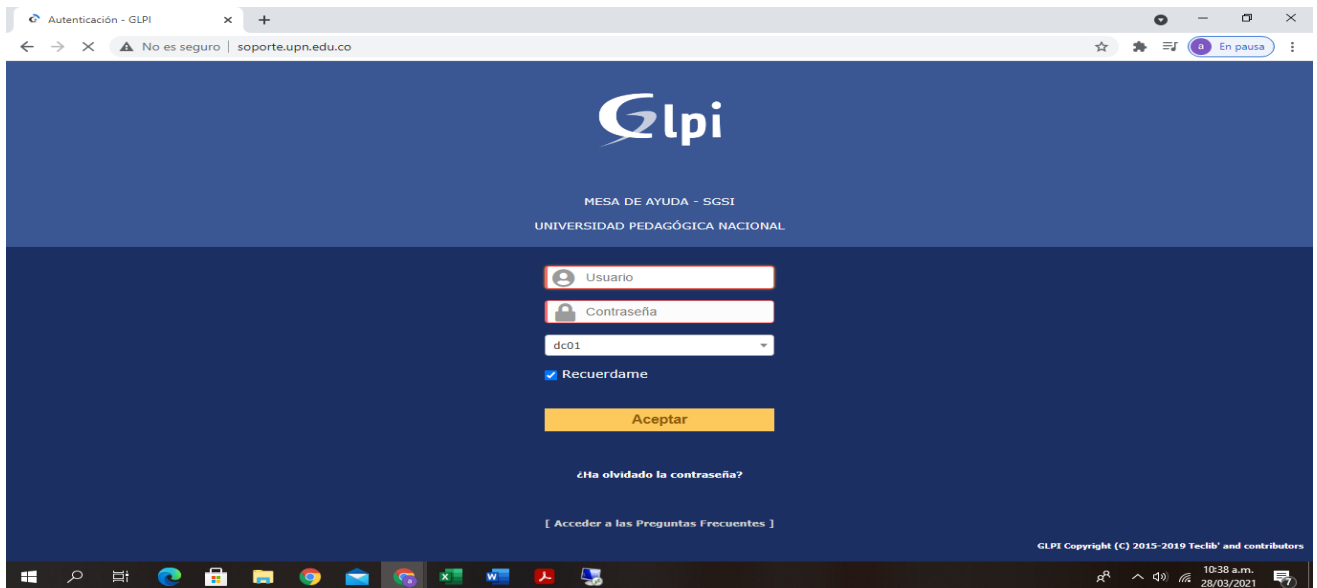 Autenticación - GLPI
No es seguro | soporte.upn.edu.co
a En pausa
Glpi
MESA DE AYUDA - SGSI
UNIVERSIDAD PEDAGÓGICA NACIONAL
Usuario
Contraseña
dc01
Recuerdame
Aceptar
¿Ha olvidado la contraseña?
[ Acceder a las Preguntas Frecuentes ]
GLPI Copyright (C) 2015-2019 Teclib' and contributors
10:38 a.m.
28/03/2021